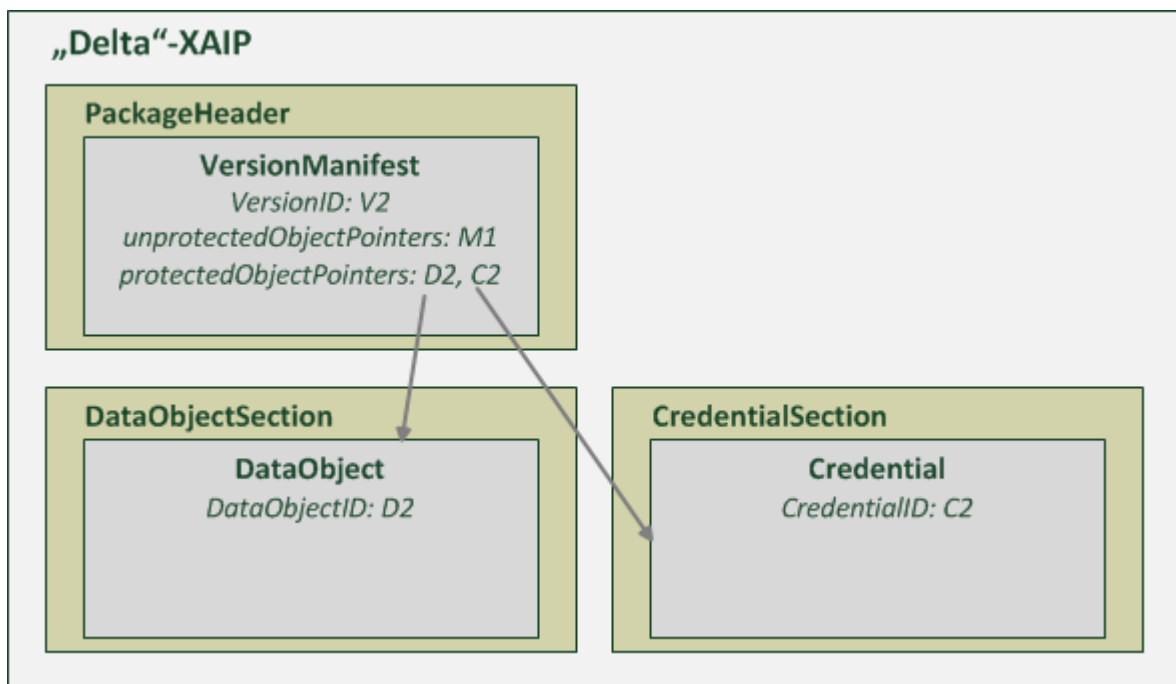 „Delta“-XAIP
PackageHeader
VersionManifest
VersionID: V2
unprotectedObjectPointers: M1
protectedObjectPointers: D2, C2
DataObjectSection
DataObject
DataObjectID: D2
CredentialSection
Credential
CredentialID: C2